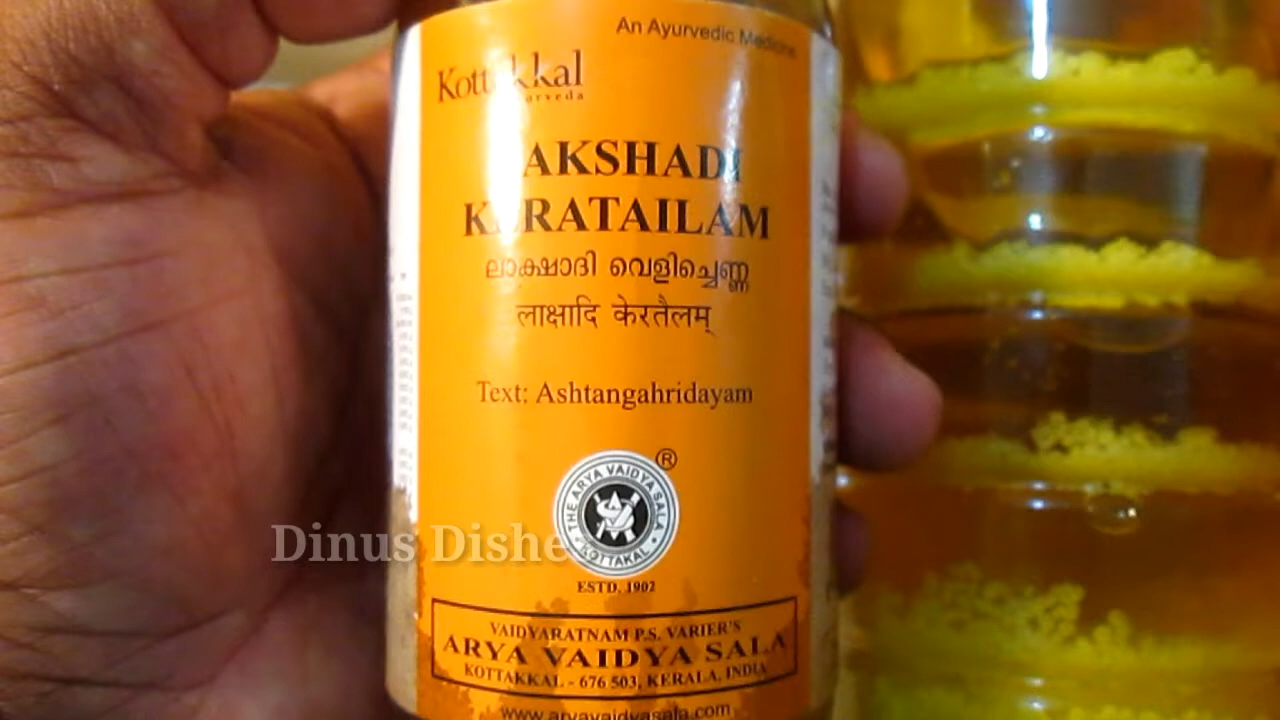 An Ayurvedic Medicine
Kottakkal
AKSHADI
KERATAILAM
ലാക്ഷാദി വെളിച്ചെണ്ണ
लाक्षादि केरतैलम्
Text: Ashtangahridayam
®
THE ARYA VAIDYA SALA
KOTTAKAL
Dinus Dishe
ESTD. 1902
VAIDYARATNAM P.S. VARIER'S
ARYA VAIDYA SALA
KOTTAKKAL - 676 503, KERALA, INDIA
www.aryavaidyasala.com